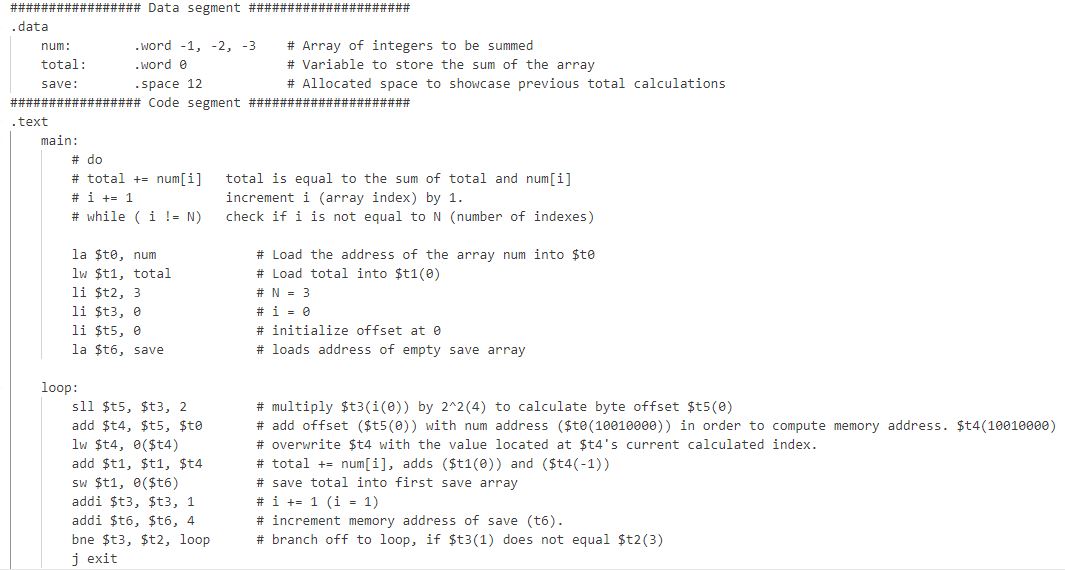 ################# Data segment #####################
.data
num: .word -1, -2, -3 # Array of integers to be summed
total: .word 0 # Variable to store the sum of the array
save: .space 12 # Allocated space to showcase previous total calculations
################# Code segment #####################
.text
main:
# do
# total += num[i] total is equal to the sum of total and num[i]
# i += 1 increment i (array index) by 1.
# while ( i != N) check if i is not equal to N (number of indexes)
la $t0, num # Load the address of the array num into $t0
lw $t1, total # Load total into $t1(0)
li $t2, 3 # N = 3
li $t3, 0 # i = 0
li $t5, 0 # initialize offset at 0
la $t6, save # loads address of empty save array
loop:
sll $t5, $t3, 2 # multiply $t3(i(0)) by 2^2(4) to calculate byte offset $t5(0)
add $t4, $t5, $t0 # add offset ($t5(0)) with num address ($t0(10010000)) in order to compute memory address. $t4(10010000)
lw $t4, 0($t4) # overwrite $t4 with the value located at $t4's current calculated index.
add $t1, $t1, $t4 # total += num[i], adds ($t1(0)) and ($t4(-1))
sw $t1, 0($t6) # save total into first save array
addi $t3, $t3, 1 # i += 1 (i = 1)
addi $t6, $t6, 4 # increment memory address of save (t6).
bne $t3, $t2, loop # branch off to loop, if $t3(1) does not equal $t2(3)
j exit